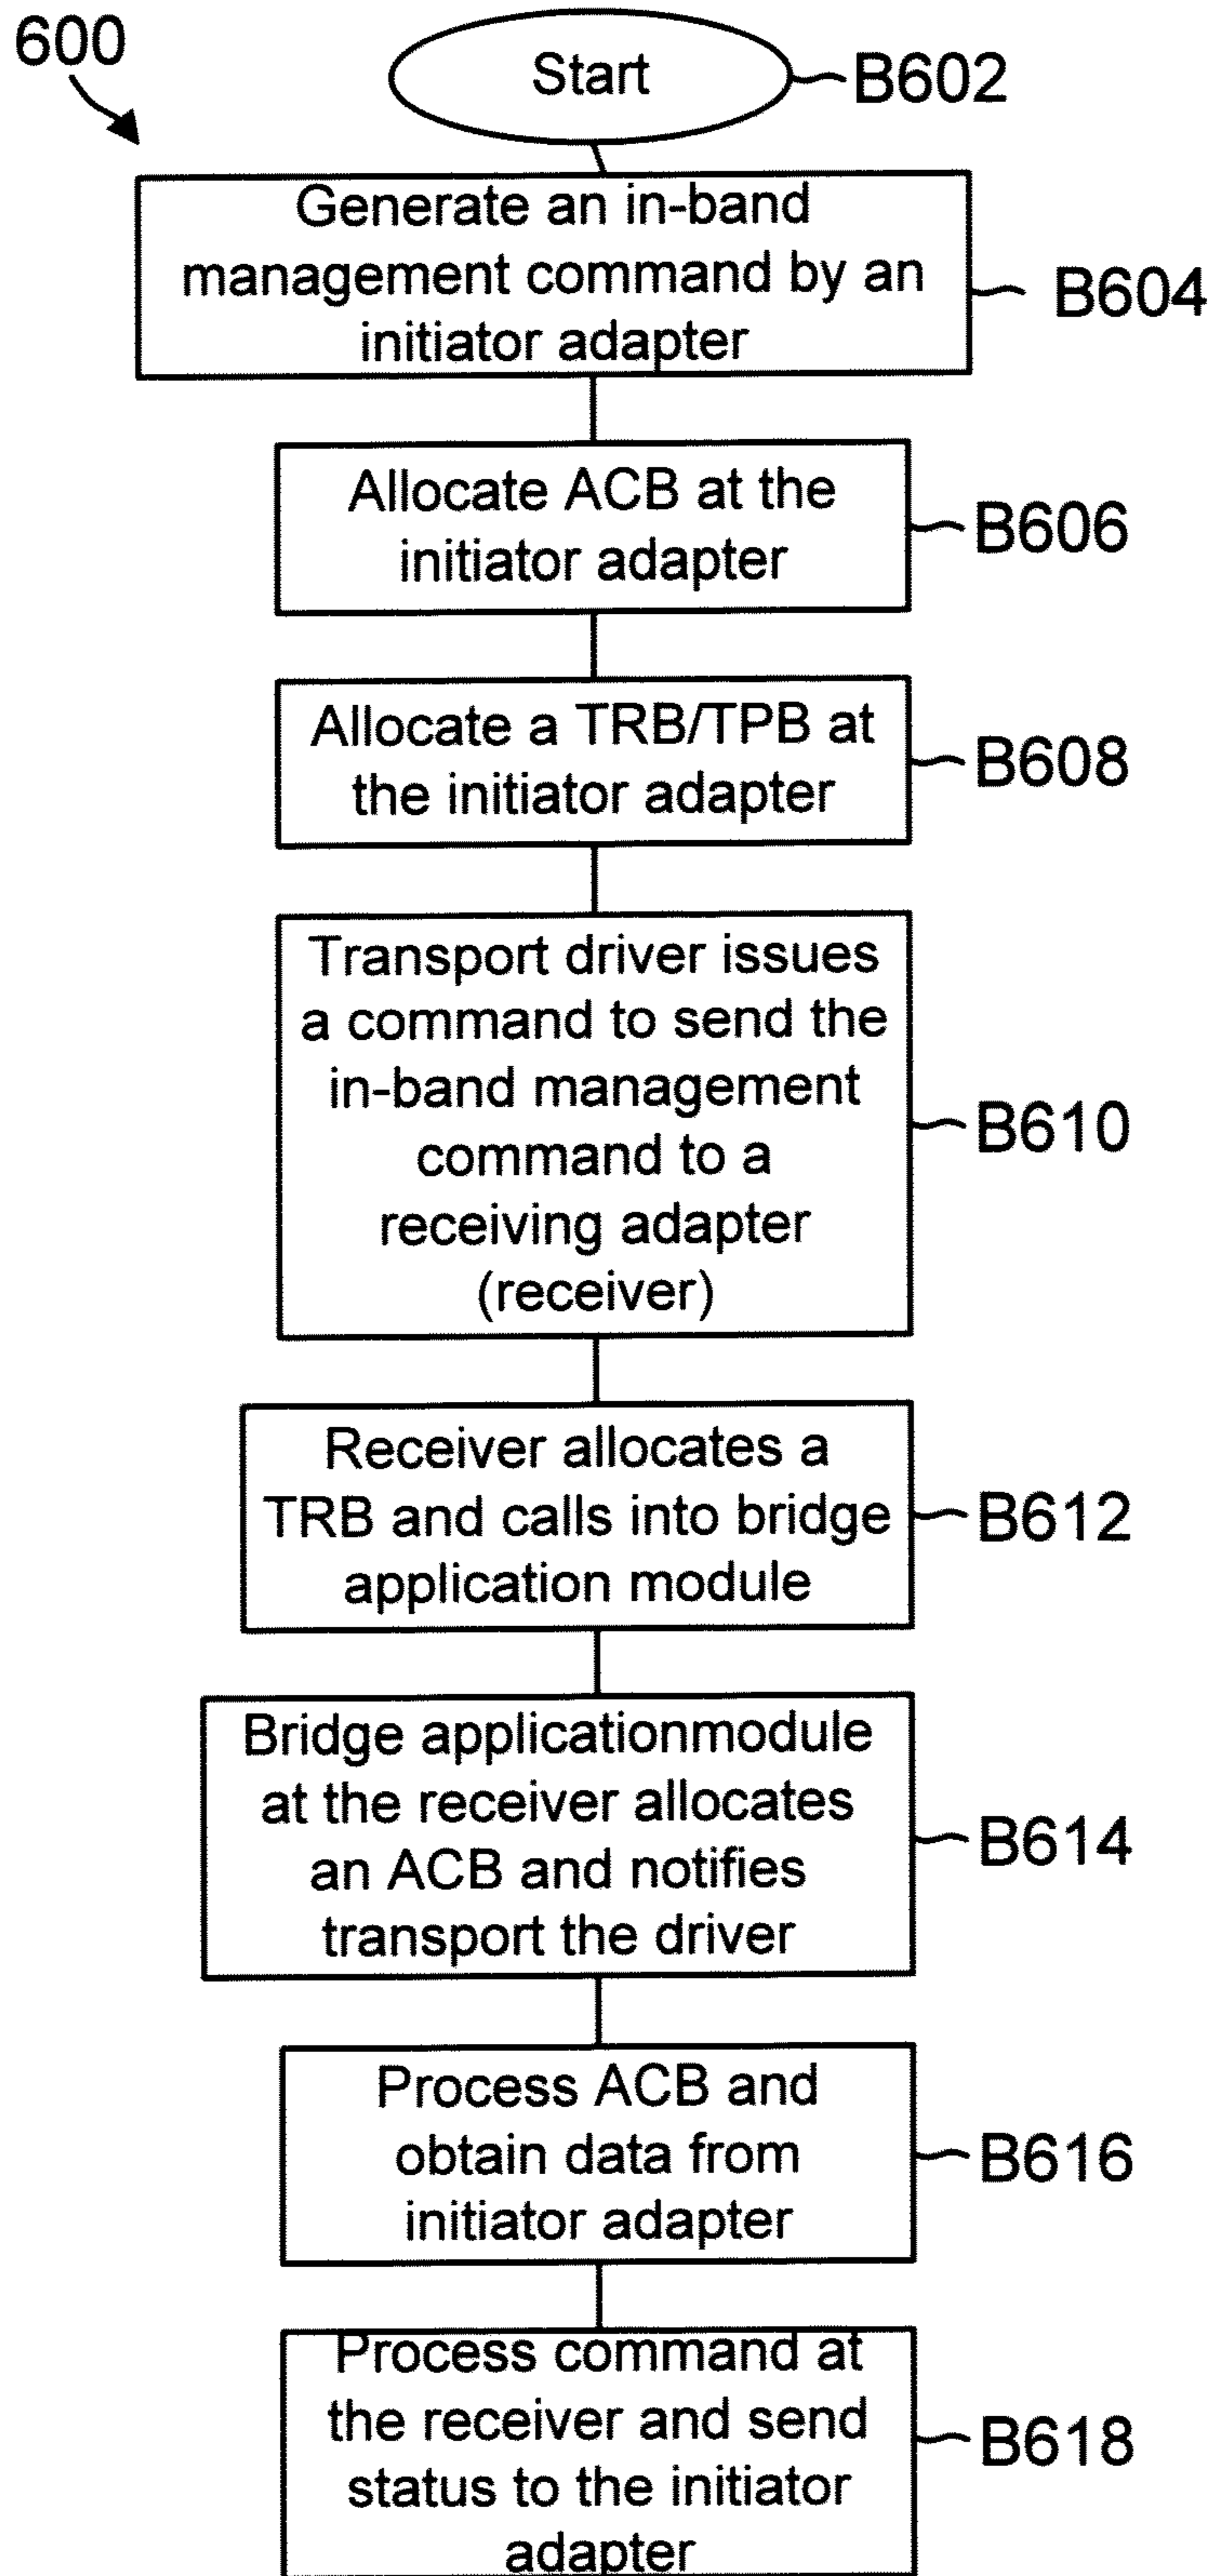 600
Start
B602
Generate an in-band
management command by an
initiator adapter
B604
Allocate ACB at the
initiator adapter
B606
Allocate a TRB/TPB at
the initiator adapter
B608
Transport driver issues
a command to send the
in-band management
command to a
receiving adapter
(receiver)
B610
Receiver allocates a
TRB and calls into bridge
application module
B612
Bridge applicationmodule
at the receiver allocates
an ACB and notifies
transport the driver
B614
Process ACB and
obtain data from
initiator adapter
B616
Process command at
the receiver and send
status to the initiator
adapter
B618